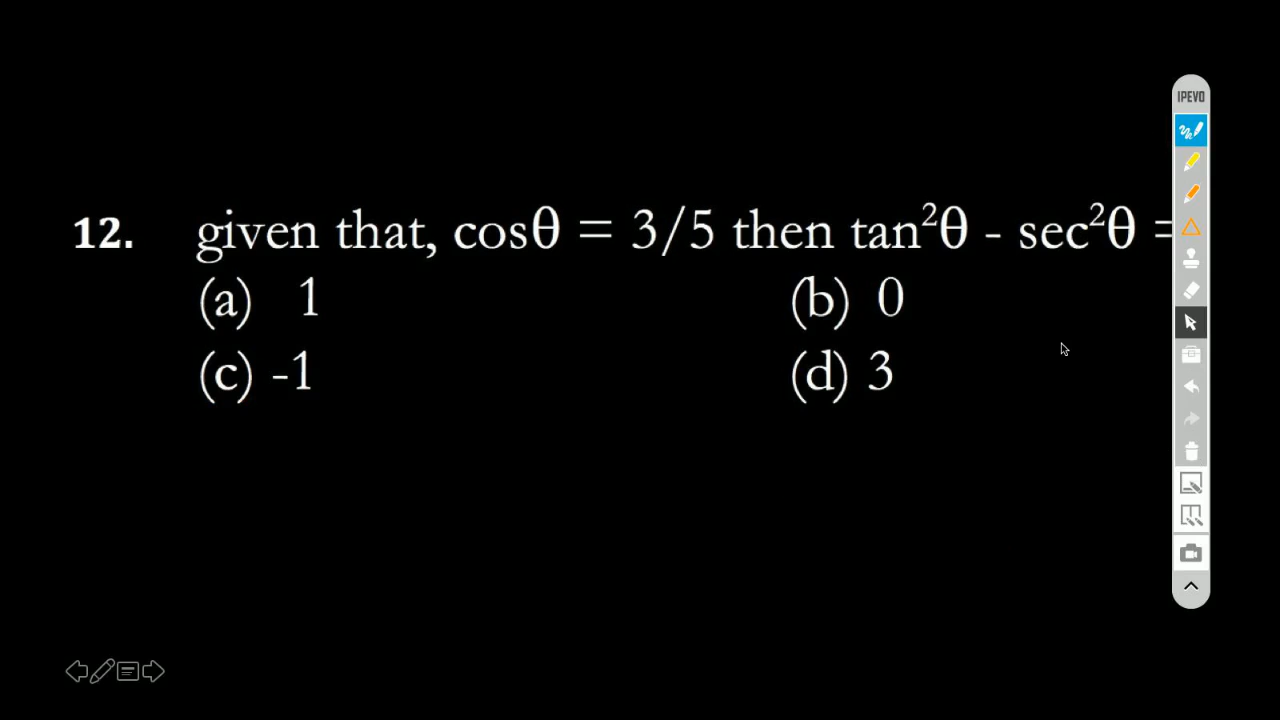 IPEVO
12. given that, cosθ = 3/5 then tan²θ - sec²θ =
(a) 1 (b) 0
(c) -1 (d) 3